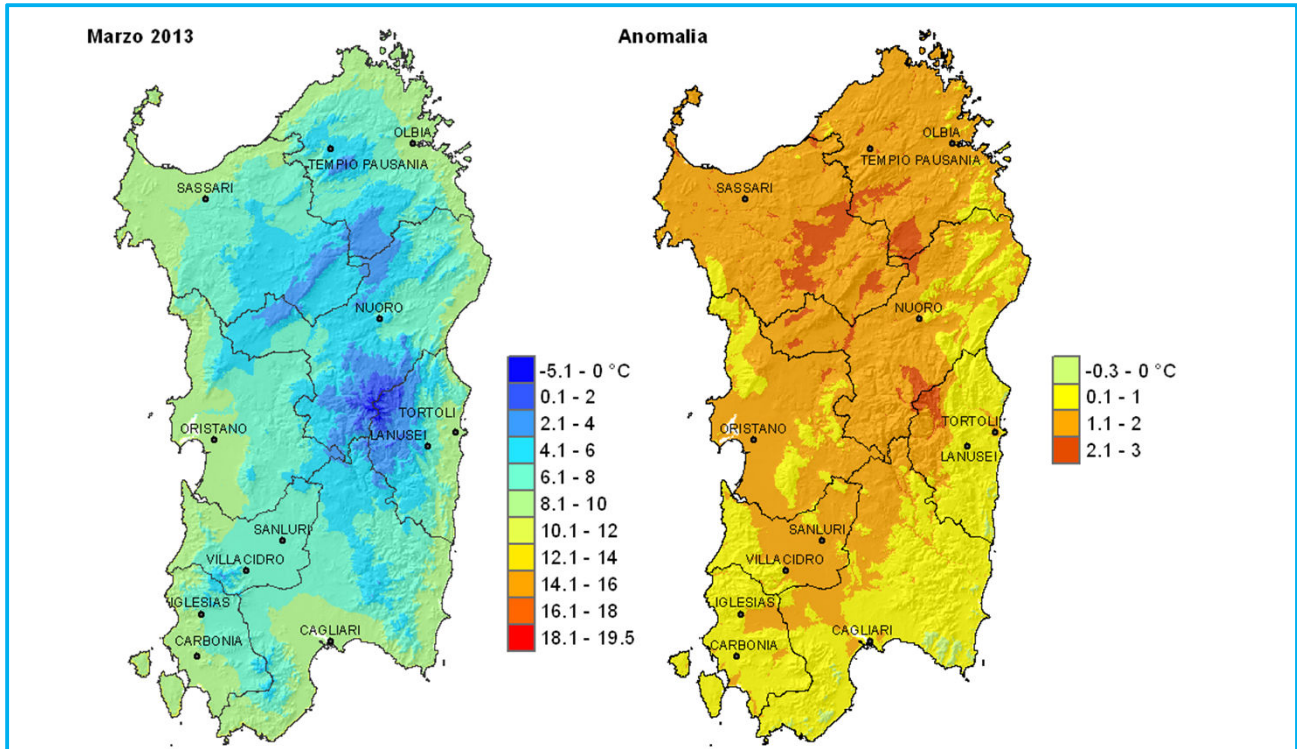 Marzo 2013
OLBIA
TEMPIO PAUSANIA
SASSARI
NUORO
TORTOLI
ORISTANO
LANUSEI
SANLURI
VILLACIDRO
IGLESIAS
CAGLIARI
CARBONIA
-5.1 - 0 °C
0.1 - 2
2.1 - 4
4.1 - 6
6.1 - 8
8.1 - 10
10.1 - 12
12.1 - 14
14.1 - 16
16.1 - 18
18.1 - 19.5
Anomalia
OLBIA
TEMPIO PAUSANIA
SASSARI
NUORO
TORTOLI
ORISTANO
LANUSEI
SANLURI
VILLACIDRO
IGLESIAS
CAGLIARI
CARBONIA
-0.3 - 0 °C
0.1 - 1
1.1 - 2
2.1 - 3